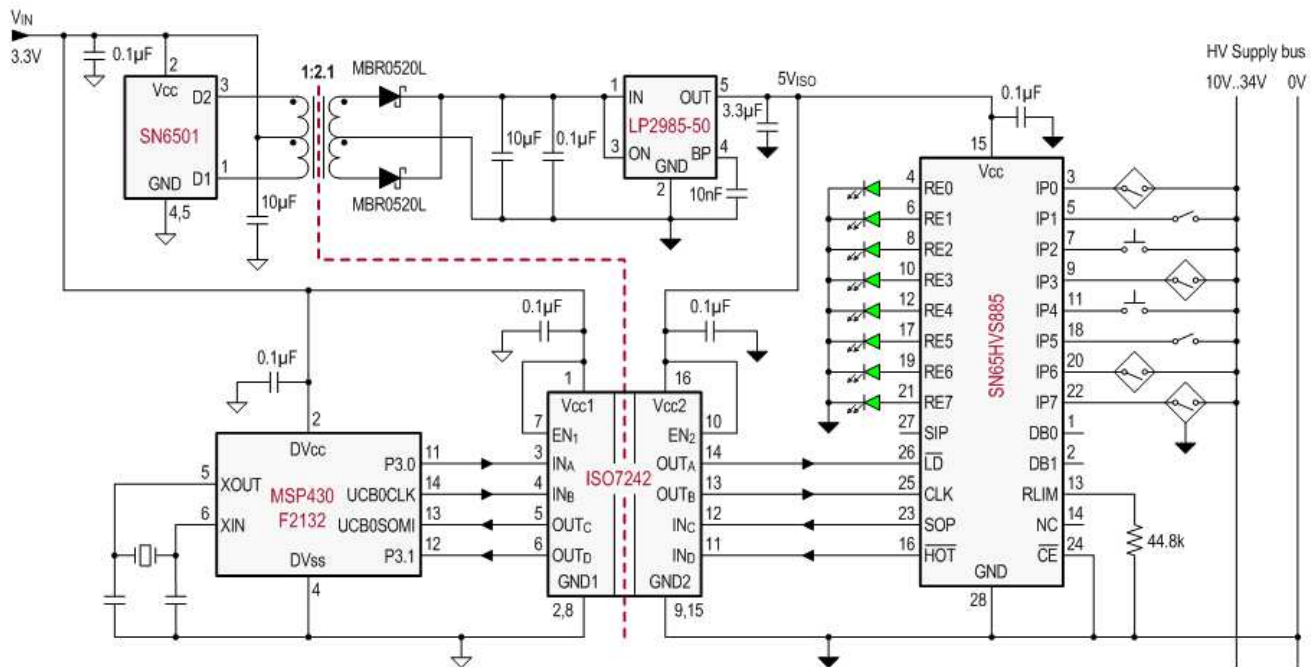 VIN
3.3V
0.1µF
2
Vcc
3
D2
SN6501
1
D1
GND
4,5
10µF
1:2.1
MBR0520L
MBR0520L
10µF
0.1µF
1
IN
OUT
5
LP2985-50
3
ON
BP
4
GND
2
10nF
3.3µF
5VISO
0.1µF
HV Supply bus
10V..34V
0V
15
Vcc
SN65HVS885
4
RE0
IP0
3
6
RE1
IP1
5
8
RE2
IP2
7
10
RE3
IP3
9
12
RE4
IP4
11
17
RE5
IP5
18
19
RE6
IP6
20
21
RE7
IP7
22
27
SIP
DB0
1
26
LD
DB1
2
25
CLK
RLIM
13
23
SOP
NC
14
16
HOT
CE
24
GND
28
44.8k
0.1µF
0.1µF
0.1µF
2
DVcc
5
XOUT
P3.0
11
MSP430
F2132
UCB0CLK
14
6
XIN
UCB0SOMI
13
P3.1
12
DVss
4
1
Vcc1
7
EN1
3
INA
4
INB
5
OUTC
6
OUTD
GND1
2,8
ISO7242
16
Vcc2
10
EN2
14
OUTA
13
OUTB
12
INC
11
IND
GND2
9,15